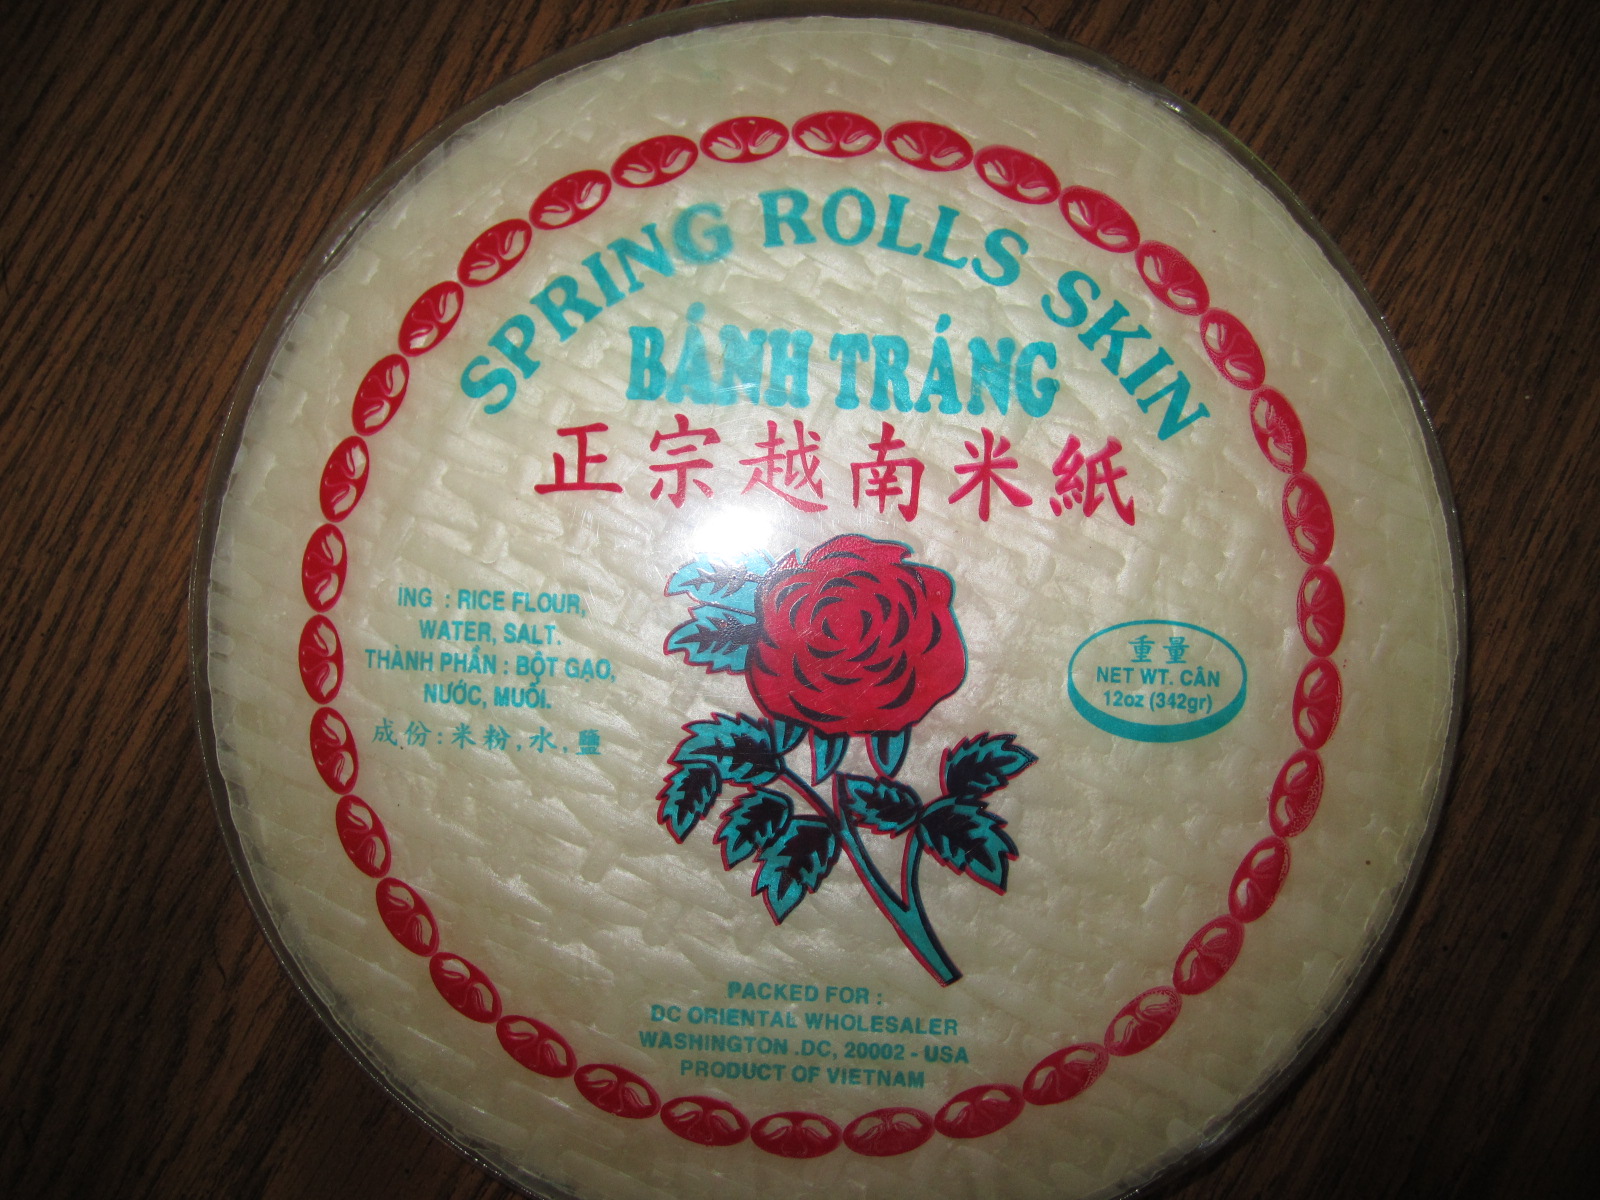 SPRING ROLLS SKIN
BÁNH TRÁNG
正宗越南米紙
ING : RICE FLOUR,
WATER, SALT.
THÀNH PHẦN : BỘT GẠO,
NƯỚC, MUỐI.
成份:米粉,水,鹽
重量
NET WT. CÂN
12oz (342gr)
PACKED FOR :
DC ORIENTAL WHOLESALER
WASHINGTON .DC, 20002 - USA
PRODUCT OF VIETNAM